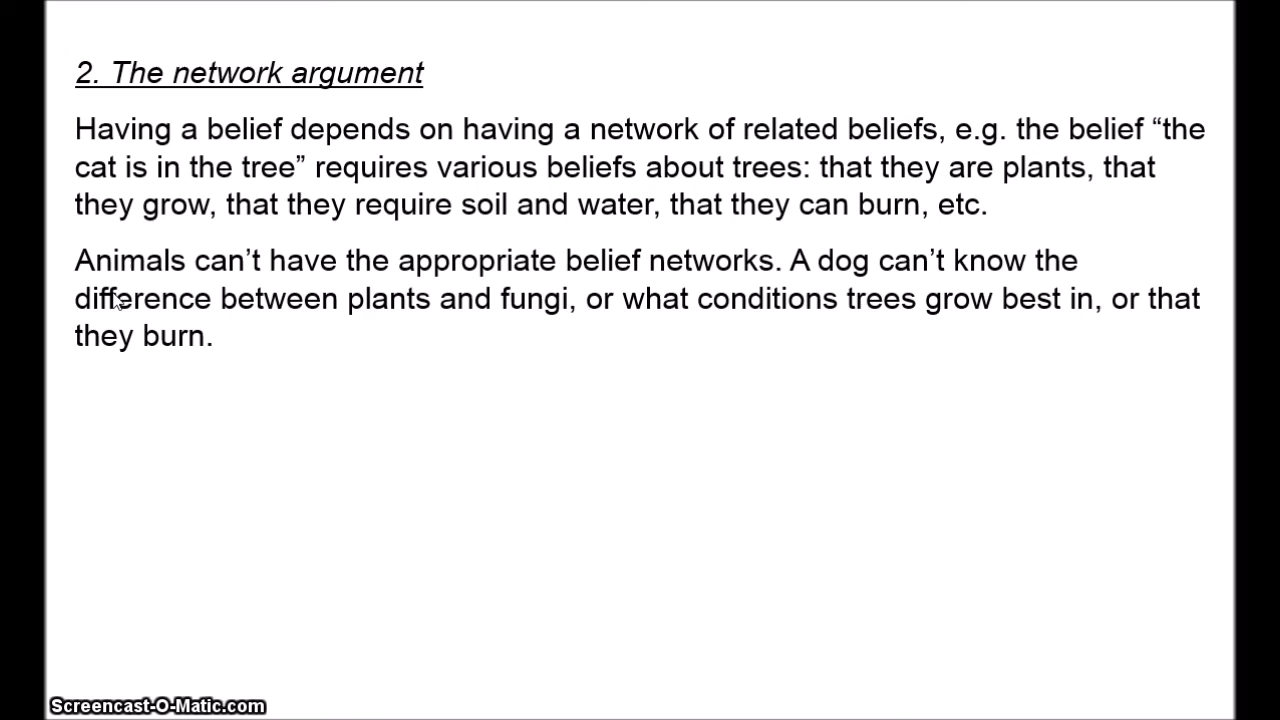 2. The network argument
Having a belief depends on having a network of related beliefs, e.g. the belief “the
cat is in the tree” requires various beliefs about trees: that they are plants, that
they grow, that they require soil and water, that they can burn, etc.
Animals can’t have the appropriate belief networks. A dog can’t know the
difference between plants and fungi, or what conditions trees grow best in, or that
they burn.
Screencast-O-Matic.com